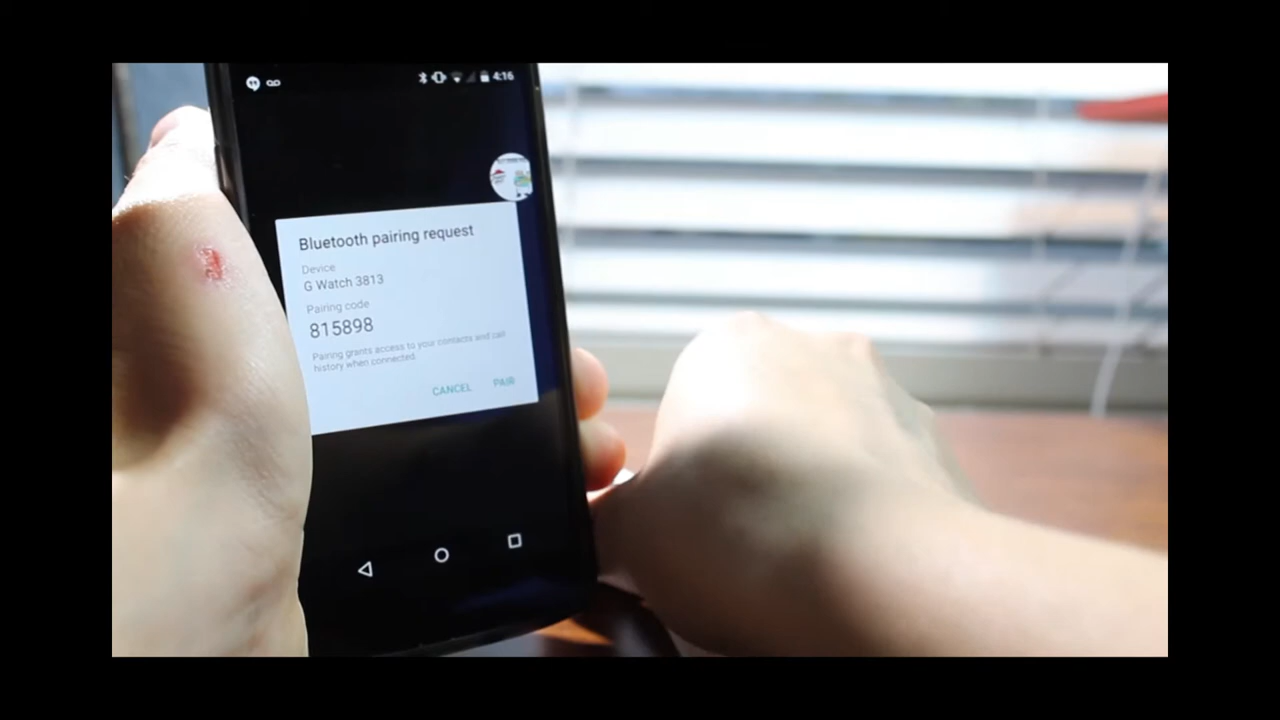 4:16
Bluetooth pairing request
Device
G Watch 3813
Pairing code
815898
Pairing grants access to your contacts and call
history when connected.
CANCEL PAIR